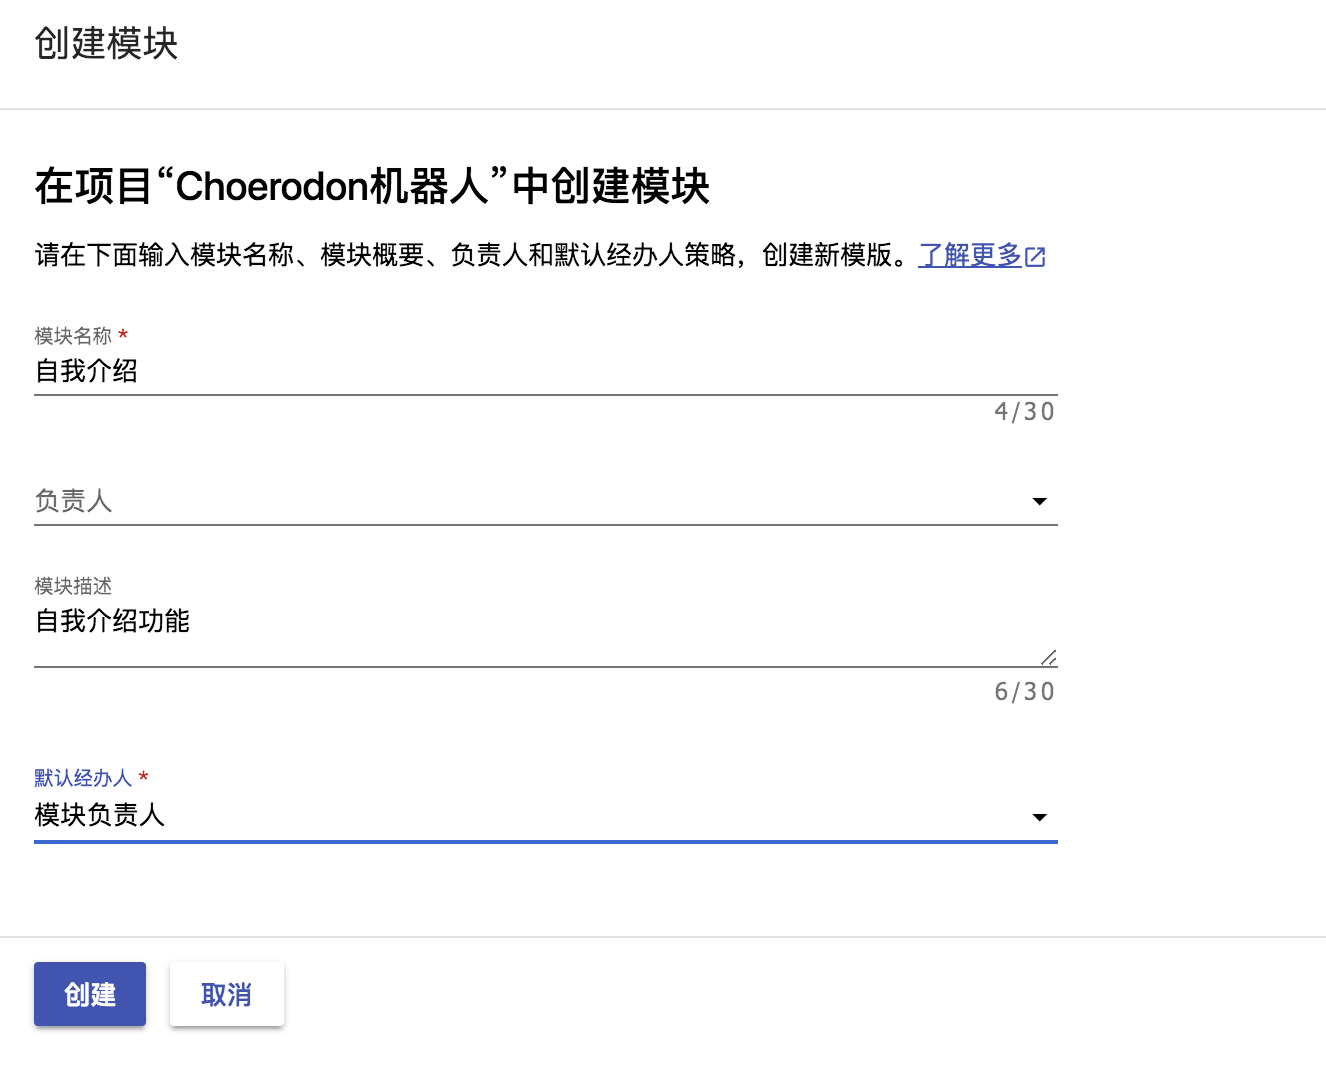 创建模块
在项目“Choerodon机器人”中创建模块
请在下面输入模块名称、模块概要、负责人和默认经办人策略，创建新模版。了解更多
模块名称 *
自我介绍
4/30
负责人
模块描述
自我介绍功能
6/30
默认经办人 *
模块负责人
创建 取消